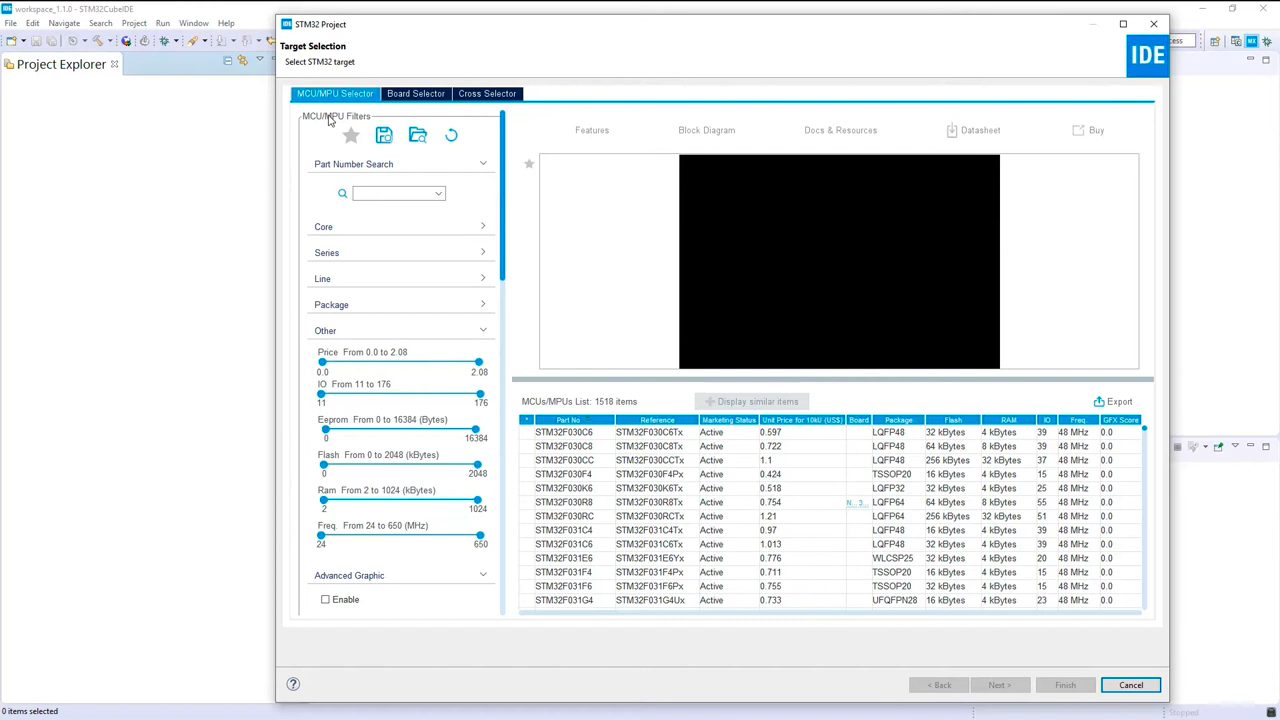 workspace_1.1.0 - STM32CubeIDE
File Edit Navigate Search Project Run Window Help
Project Explorer
IDE STM32 Project
Target Selection
Select STM32 target
IDE
MCU/MPU Selector Board Selector Cross Selector
MCU/MPU Filters
Features Block Diagram Docs & Resources Datasheet Buy
Part Number Search
Core
Series
Line
Package
Other
Price From 0.0 to 2.08
0.0 2.08
IO From 11 to 176
11 176
Eeprom From 0 to 16384 (Bytes)
0 16384
Flash From 0 to 2048 (kBytes)
0 2048
Ram From 2 to 1024 (kBytes)
2 1024
Freq. From 24 to 650 (MHz)
24 650
Advanced Graphic
Enable
MCUs/MPUs List: 1518 items Display similar items Export
* Part No Reference Marketing Status Unit Price for 10kU (US$) Board Package Flash RAM IO Freq. GFX Score
STM32F030C6 STM32F030C6Tx Active 0.597 LQFP48 32 kBytes 4 kBytes 39 48 MHz 0.0
STM32F030C8 STM32F030C8Tx Active 0.722 LQFP48 64 kBytes 8 kBytes 39 48 MHz 0.0
STM32F030CC STM32F030CCTx Active 1.1 LQFP48 256 kBytes 32 kBytes 37 48 MHz 0.0
STM32F030F4 STM32F030F4Px Active 0.424 TSSOP20 16 kBytes 4 kBytes 15 48 MHz 0.0
STM32F030K6 STM32F030K6Tx Active 0.518 LQFP32 32 kBytes 4 kBytes 25 48 MHz 0.0
STM32F030R8 STM32F030R8Tx Active 0.754 N... 3... LQFP64 64 kBytes 8 kBytes 55 48 MHz 0.0
STM32F030RC STM32F030RCTx Active 1.21 LQFP64 256 kBytes 32 kBytes 51 48 MHz 0.0
STM32F031C4 STM32F031C4Tx Active 0.97 LQFP48 16 kBytes 4 kBytes 39 48 MHz 0.0
STM32F031C6 STM32F031C6Tx Active 1.013 LQFP48 32 kBytes 4 kBytes 39 48 MHz 0.0
STM32F031E6 STM32F031E6Yx Active 0.776 WLCSP25 32 kBytes 4 kBytes 20 48 MHz 0.0
STM32F031F4 STM32F031F4Px Active 0.711 TSSOP20 16 kBytes 4 kBytes 15 48 MHz 0.0
STM32F031F6 STM32F031F6Px Active 0.755 TSSOP20 32 kBytes 4 kBytes 15 48 MHz 0.0
STM32F031G4 STM32F031G4Ux Active 0.733 UFQFPN28 16 kBytes 4 kBytes 23 48 MHz 0.0
< Back Next > Finish Cancel
0 items selected
Stopped